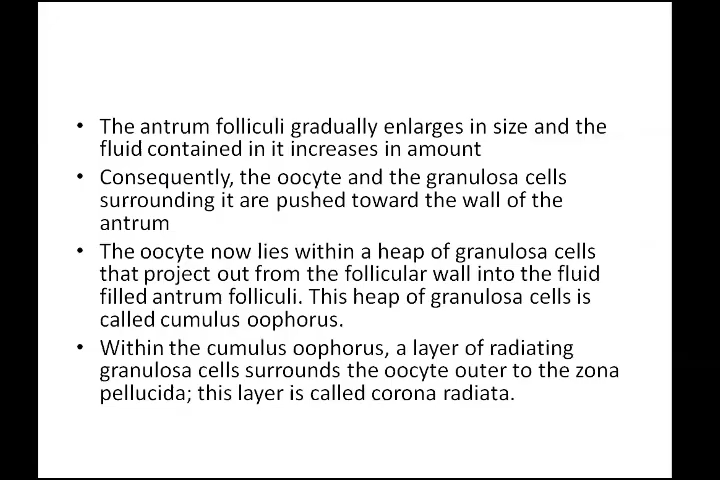 • The antrum folliculi gradually enlarges in size and the
fluid contained in it increases in amount
• Consequently, the oocyte and the granulosa cells
surrounding it are pushed toward the wall of the
antrum
• The oocyte now lies within a heap of granulosa cells
that project out from the follicular wall into the fluid
filled antrum folliculi. This heap of granulosa cells is
called cumulus oophorus.
• Within the cumulus oophorus, a layer of radiating
granulosa cells surrounds the oocyte outer to the zona
pellucida; this layer is called corona radiata.